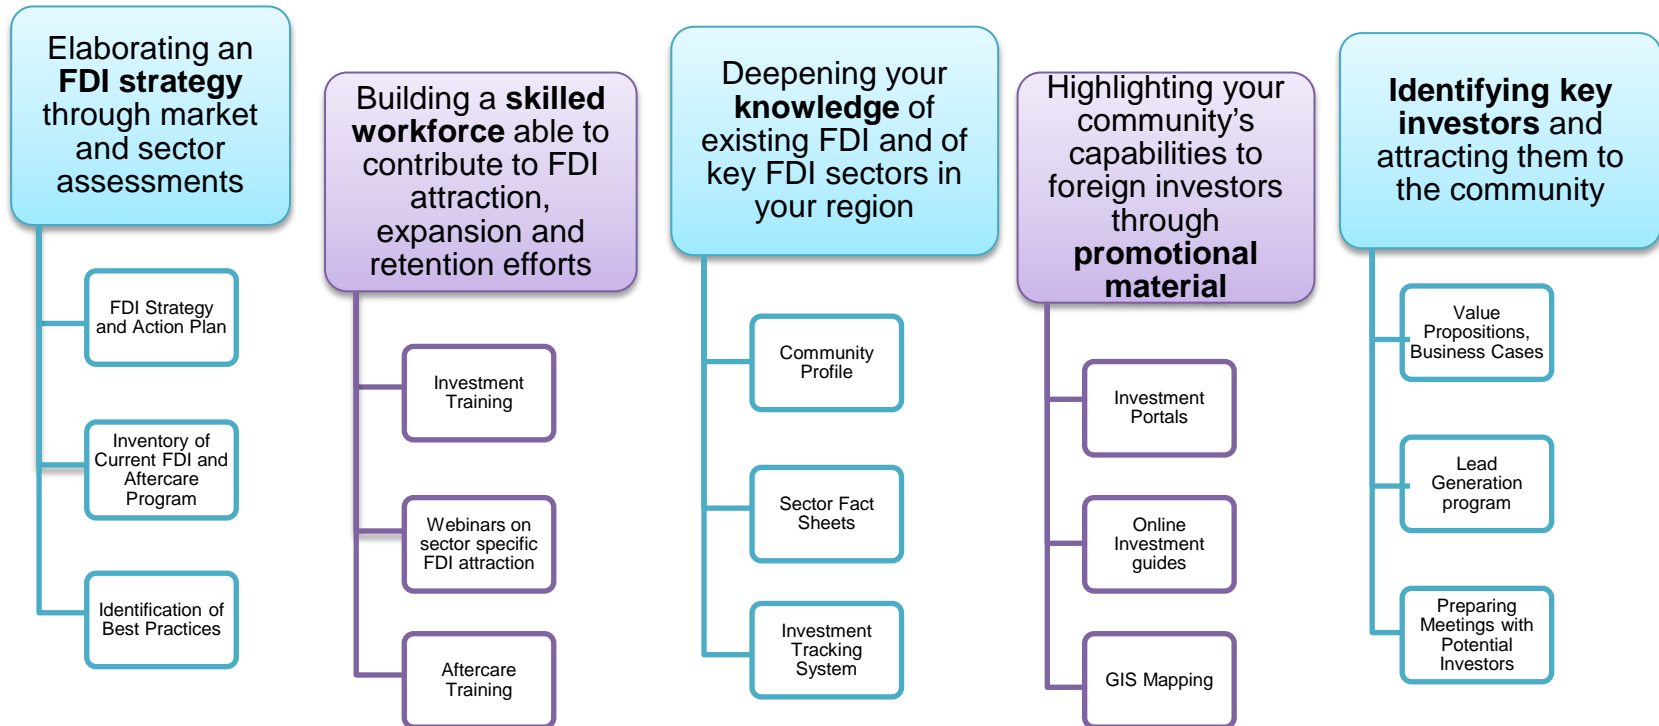 Elaborating an
FDI strategy
through market
and sector
assessments
FDI Strategy
and Action Plan
Inventory of
Current FDI and
Aftercare
Program
Identification of
Best Practices
Building a skilled
workforce able to
contribute to FDI
attraction,
expansion and
retention efforts
Investment
Training
Webinars on
sector specific
FDI attraction
Aftercare
Training
Deepening your
knowledge of
existing FDI and of
key FDI sectors in
your region
Community
Profile
Sector Fact
Sheets
Investment
Tracking
System
Highlighting your
community’s
capabilities to
foreign investors
through
promotional
material
Investment
Portals
Online
Investment
guides
GIS Mapping
Identifying key
investors and
attracting them to
the community
Value
Propositions,
Business Cases
Lead
Generation
program
Preparing
Meetings with
Potential
Investors